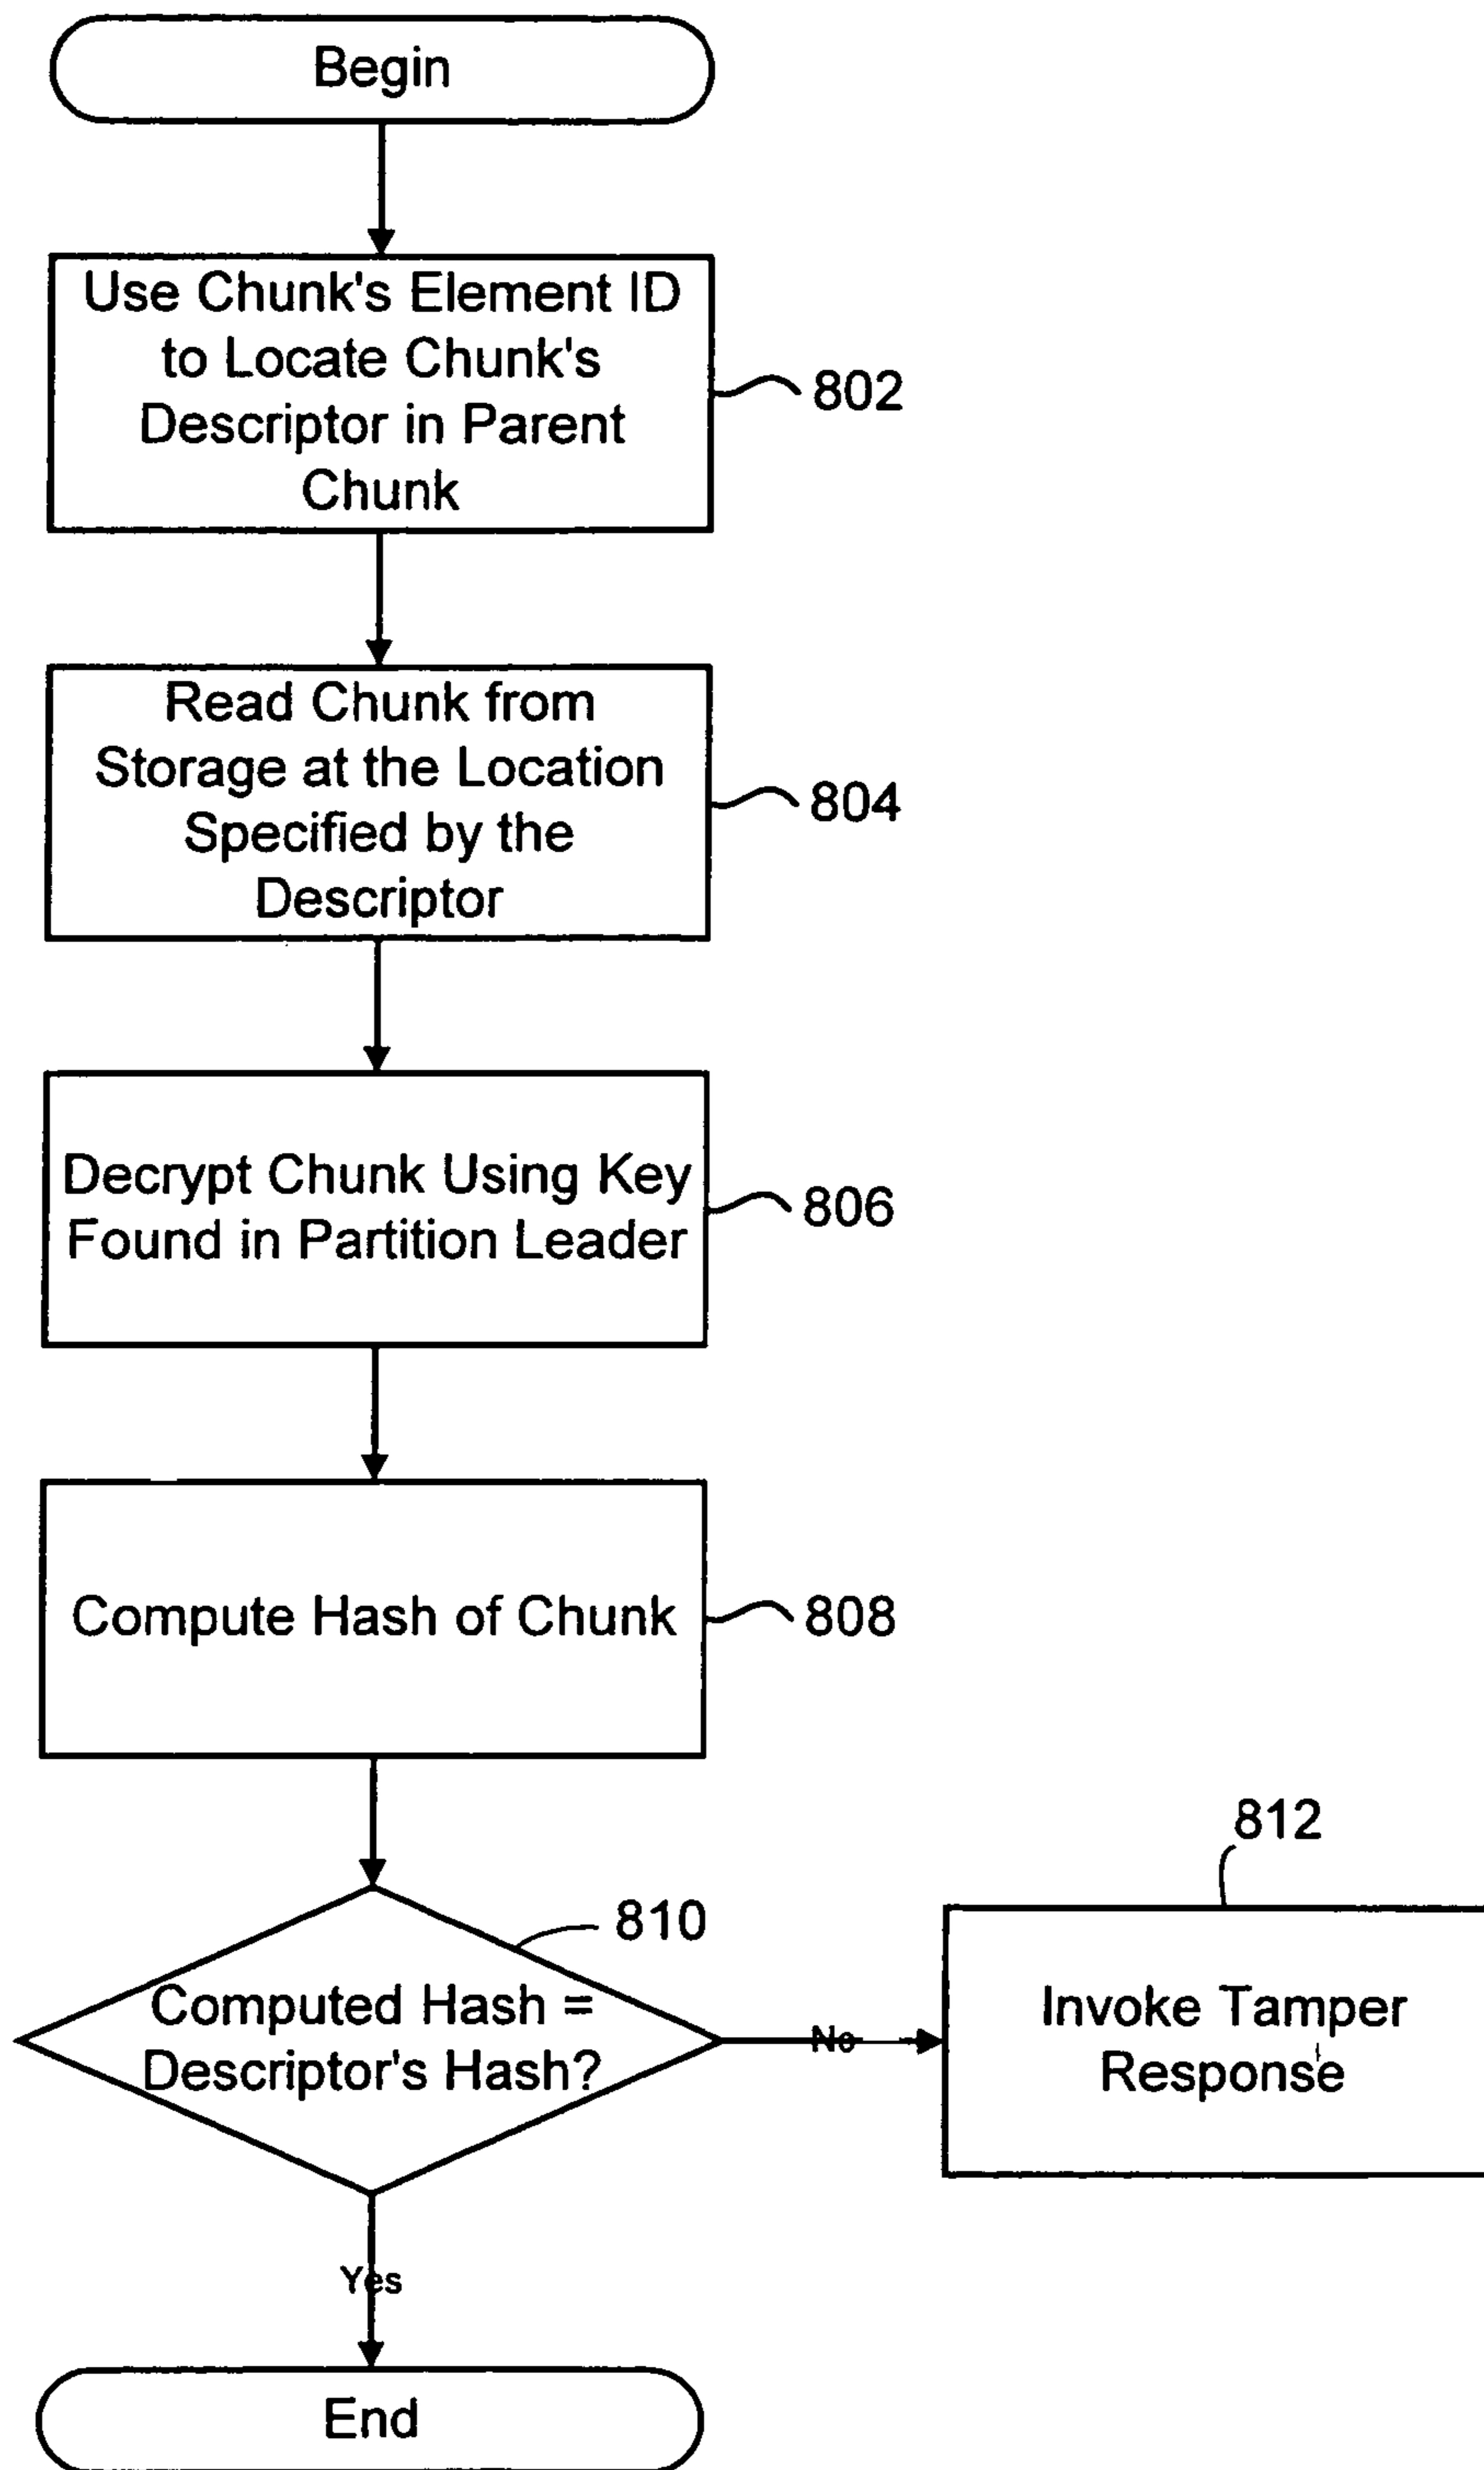 Begin
Use Chunk's Element ID
to Locate Chunk's
Descriptor in Parent
Chunk
802
Read Chunk from
Storage at the Location
Specified by the
Descriptor
804
Decrypt Chunk Using Key
Found in Partition Leader
806
Compute Hash of Chunk
808
810
Computed Hash =
Descriptor's Hash?
No
812
Invoke Tamper
Response
Yes
End